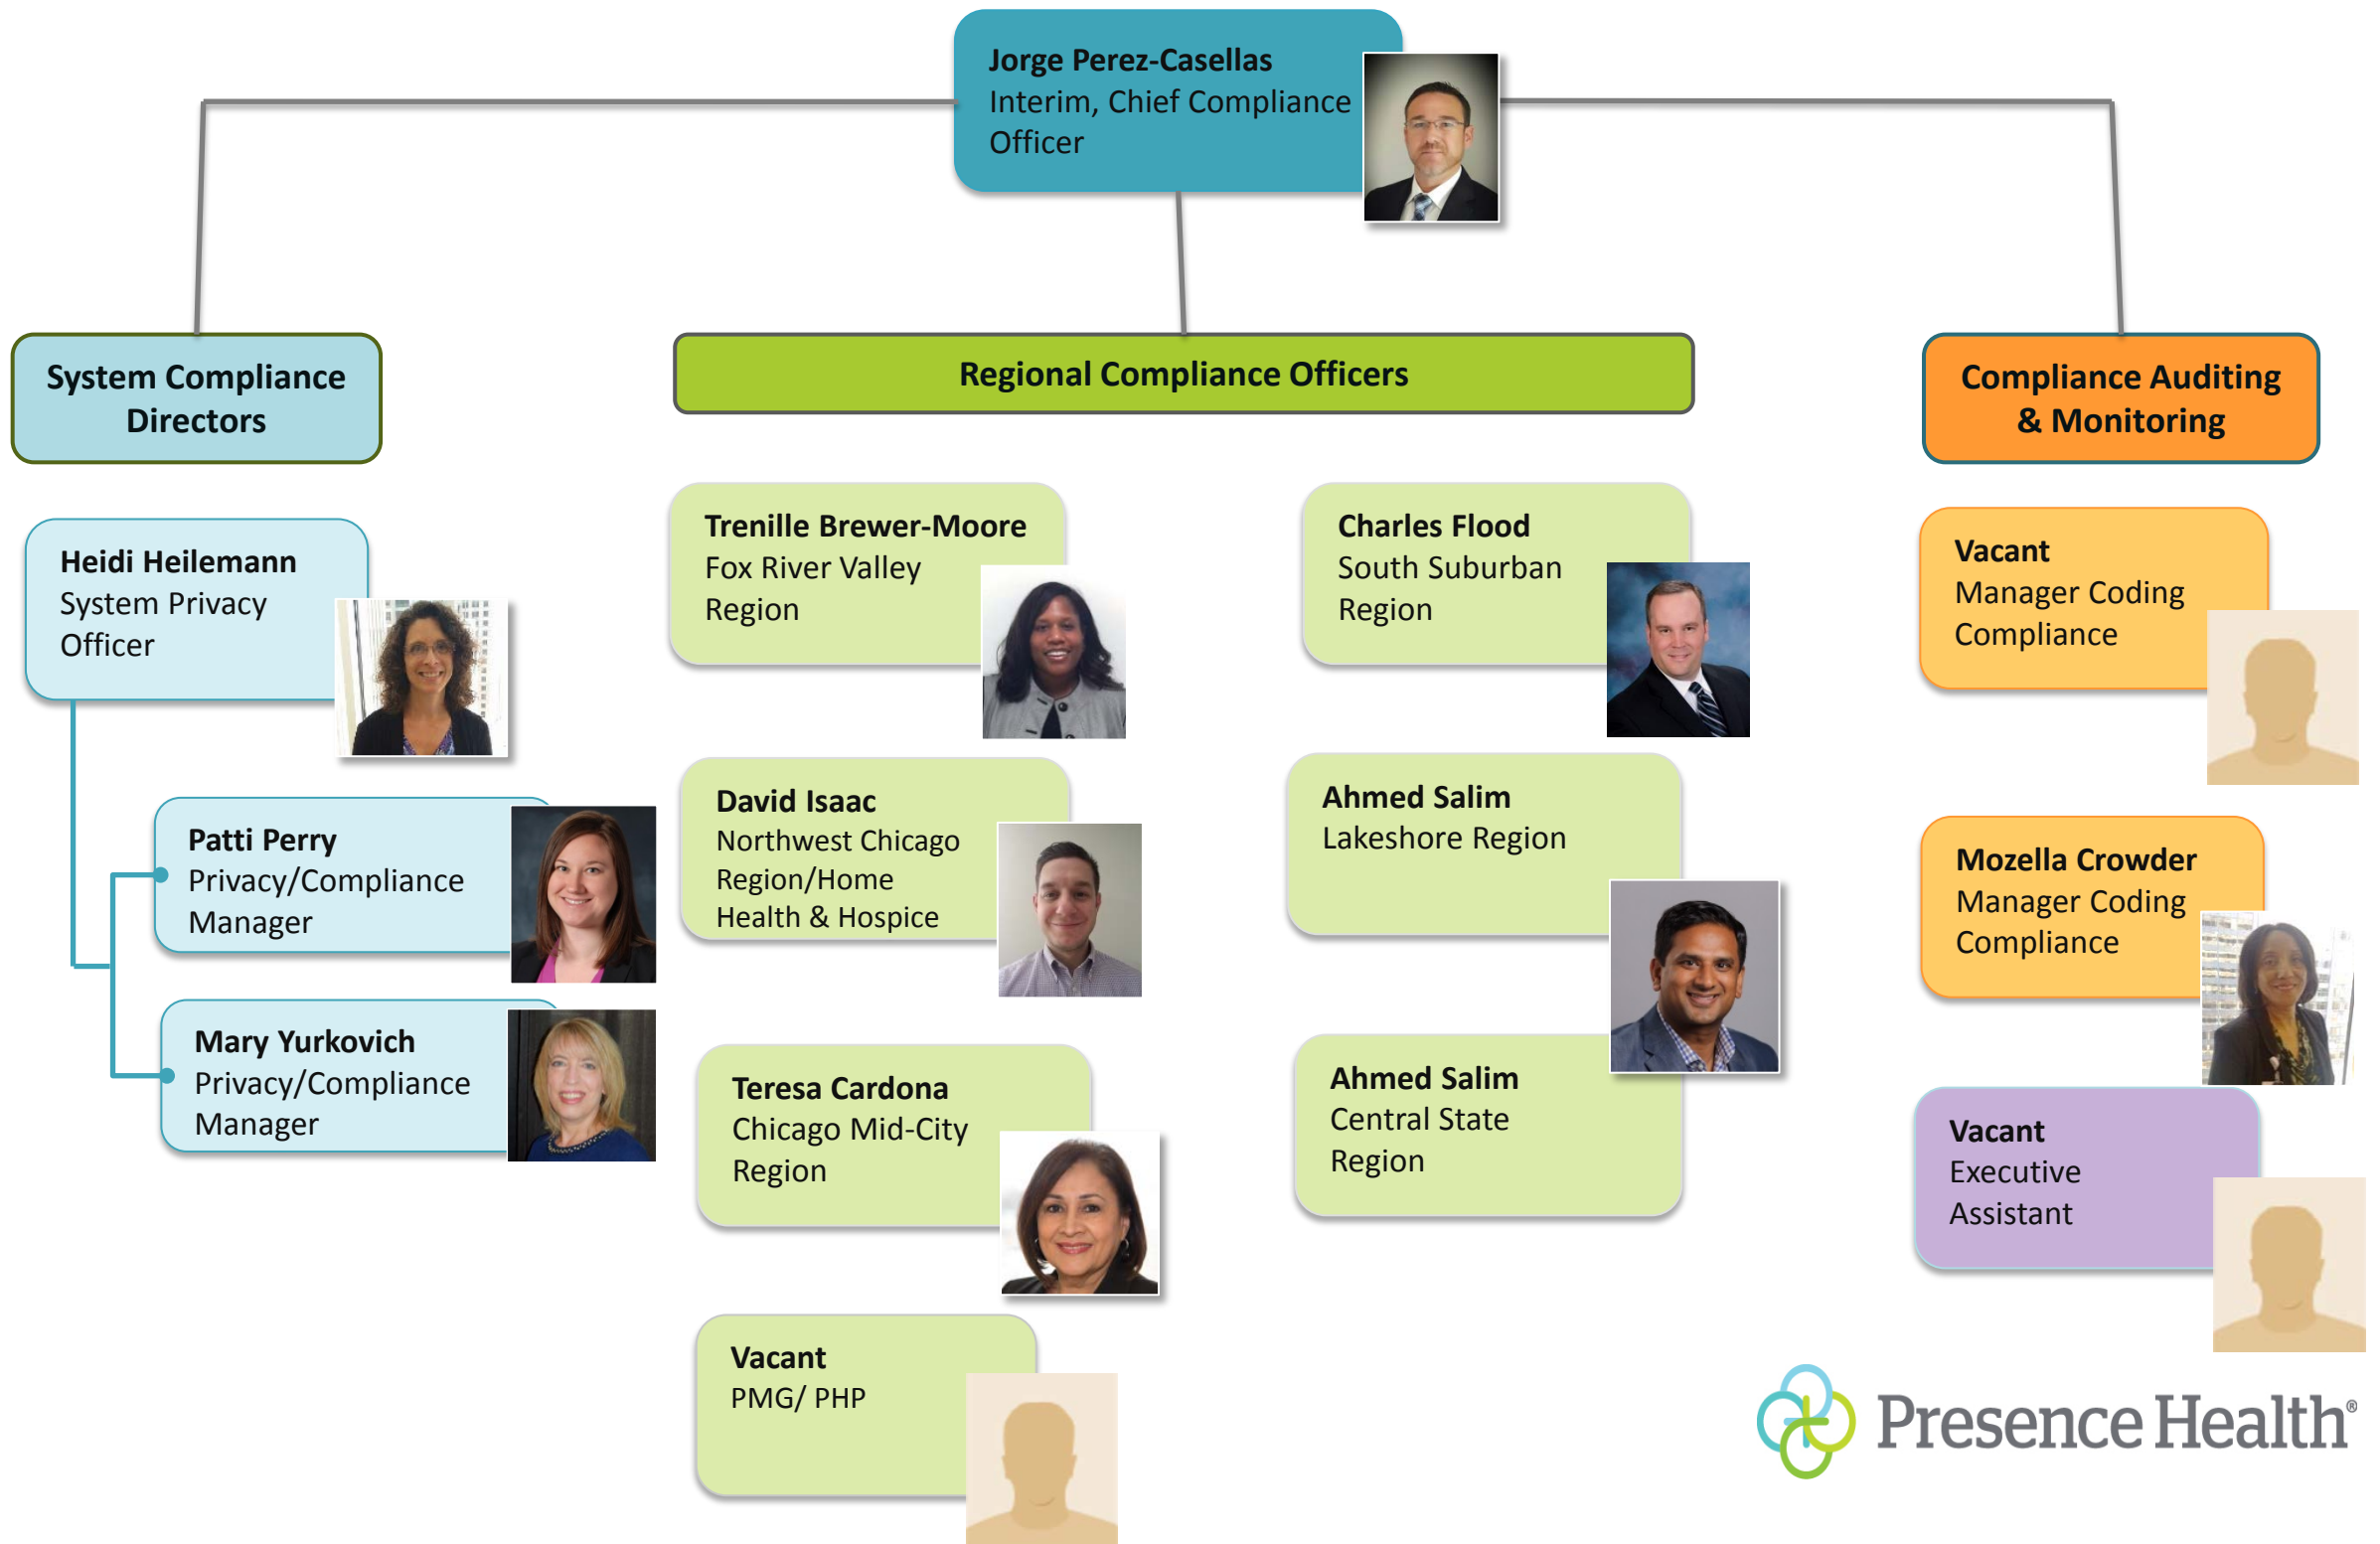 Jorge Perez-Casellas
Interim, Chief Compliance
Officer
System Compliance
Directors
Heidi Heilemann
System Privacy
Officer
Patti Perry
Privacy/Compliance
Manager
Mary Yurkovich
Privacy/Compliance
Manager
Regional Compliance Officers
Trenille Brewer-Moore
Fox River Valley
Region
David Isaac
Northwest Chicago
Region/Home
Health & Hospice
Teresa Cardona
Chicago Mid-City
Region
Vacant
PMG/ PHP
Charles Flood
South Suburban
Region
Ahmed Salim
Lakeshore Region
Ahmed Salim
Central State
Region
Compliance Auditing
& Monitoring
Vacant
Manager Coding
Compliance
Mozella Crowder
Manager Coding
Compliance
Vacant
Executive
Assistant
Presence Health®